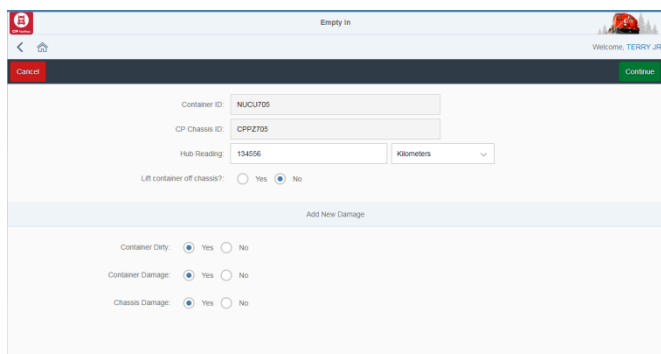 Empty In
Welcome, TERRY JR
Cancel
Continue
Container ID: NUCU705
CP Chassis ID: CPPZ705
Hub Reading: 134556 Kilometers
Lift container off chassis?: Yes No
Add New Damage
Container Dirty: Yes No
Container Damage: Yes No
Chassis Damage: Yes No